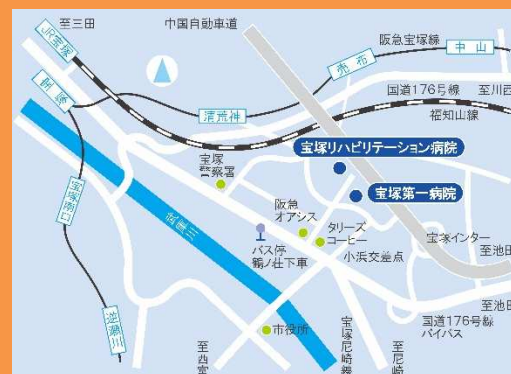 至三田
中国自動車道
JR宝塚
阪急宝塚線
中山
売布
国道176号線
至川西
福知山線
清荒神
宝塚リハビリテーション病院
宝塚
警察署
宝塚第一病院
宝塚南口
阪急
オアシス
タリーズ
コーヒー
武庫川
バス停
鶴ノ荘下車
小浜交差点
宝塚インター
至池田
至池田
国道176号線
バイパス
市役所
至西宮
宝塚尼崎線
至尼崎